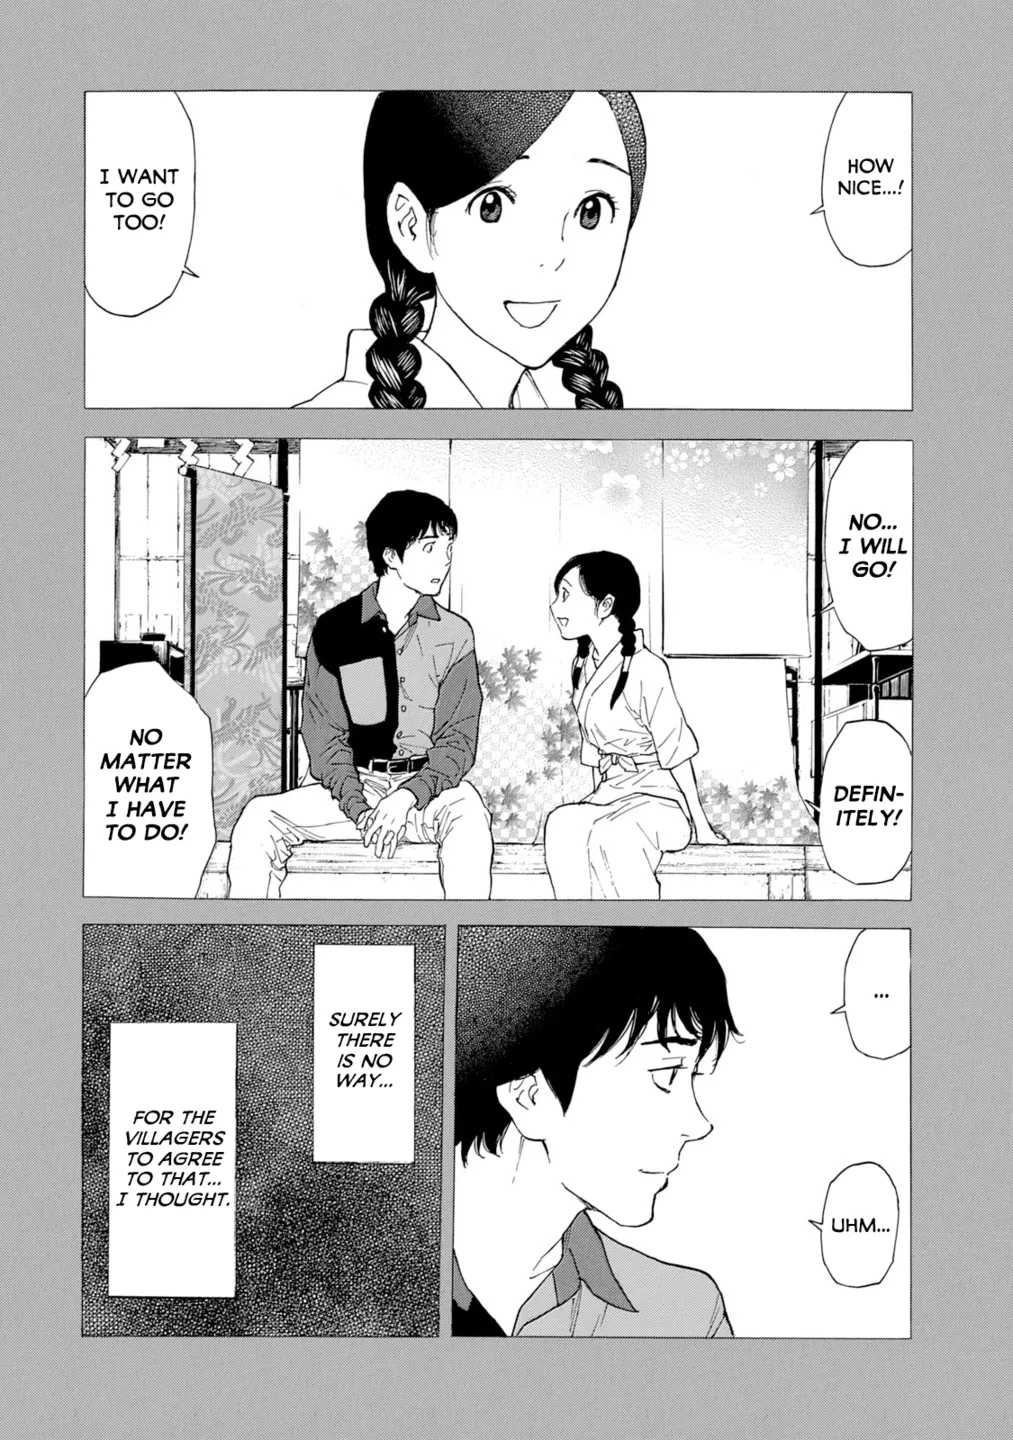 HOW
NICE...!
I WANT
TO GO
TOO!
NO...
I WILL
GO!
DEFIN-
ITELY!
NO
MATTER
WHAT
I HAVE
TO DO!
...
UHM...
SURELY
THERE
IS NO
WAY...
FOR THE
VILLAGERS
TO AGREE
TO THAT...
I THOUGHT.